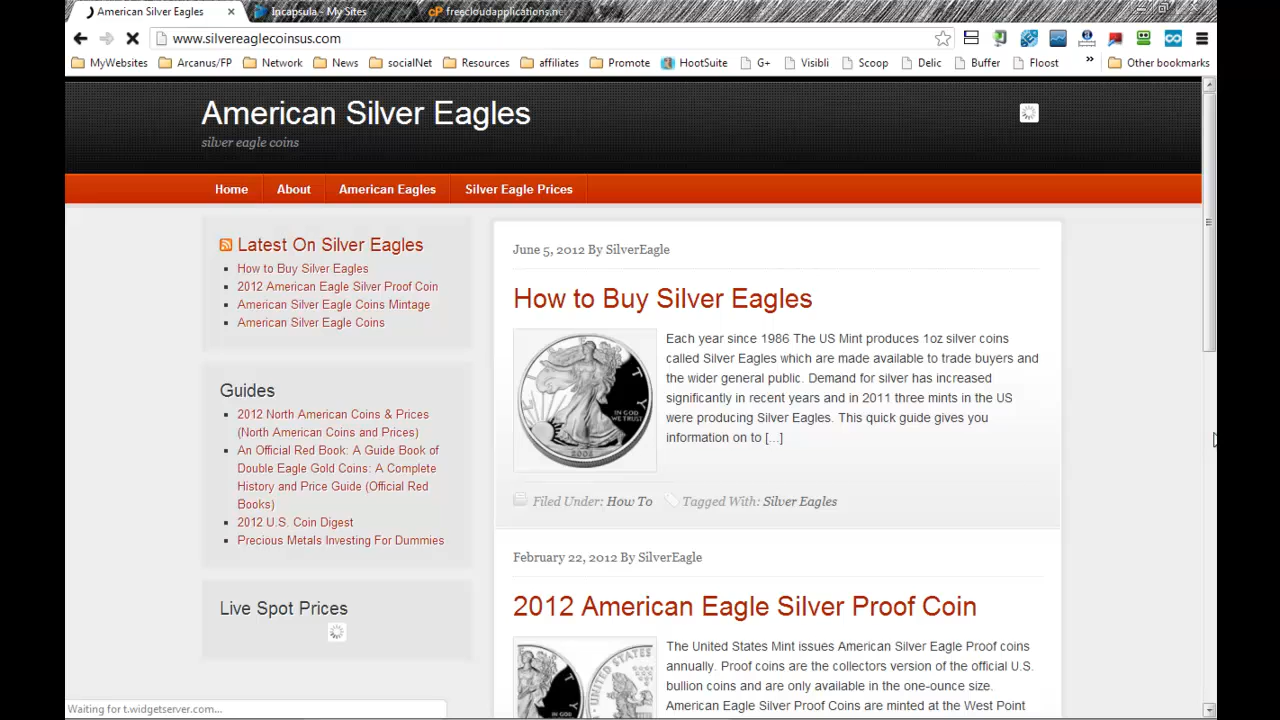 American Silver Eagles
Incapsula - My Sites
cP freecloudapplications.net
www.silvereaglecoinsus.com
MyWebsites Arcanus/FP Network News socialNet Resources affiliates Promote HootSuite G+ Visibli Scoop Delic Buffer Floost » Other bookmarks
American Silver Eagles
silver eagle coins
Home About American Eagles Silver Eagle Prices
Latest On Silver Eagles
How to Buy Silver Eagles
2012 American Eagle Silver Proof Coin
American Silver Eagle Coins Mintage
American Silver Eagle Coins
Guides
2012 North American Coins & Prices
(North American Coins and Prices)
An Official Red Book: A Guide Book of
Double Eagle Gold Coins: A Complete
History and Price Guide (Official Red
Books)
2012 U.S. Coin Digest
Precious Metals Investing For Dummies
Live Spot Prices
June 5, 2012 By SilverEagle
How to Buy Silver Eagles
IN GOD
WE TRUST
2008
Each year since 1986 The US Mint produces 1oz silver coins
called Silver Eagles which are made available to trade buyers and
the wider general public. Demand for silver has increased
significantly in recent years and in 2011 three mints in the US
were producing Silver Eagles. This quick guide gives you
information on to [...]
Filed Under: How To Tagged With: Silver Eagles
February 22, 2012 By SilverEagle
2012 American Eagle Silver Proof Coin
The United States Mint issues American Silver Eagle Proof coins
annually. Proof coins are the collectors version of the official U.S.
bullion coins and are only available in the one-ounce size.
American Eagle Silver Proof Coins are minted at the West Point
Waiting for t.widgetserver.com...